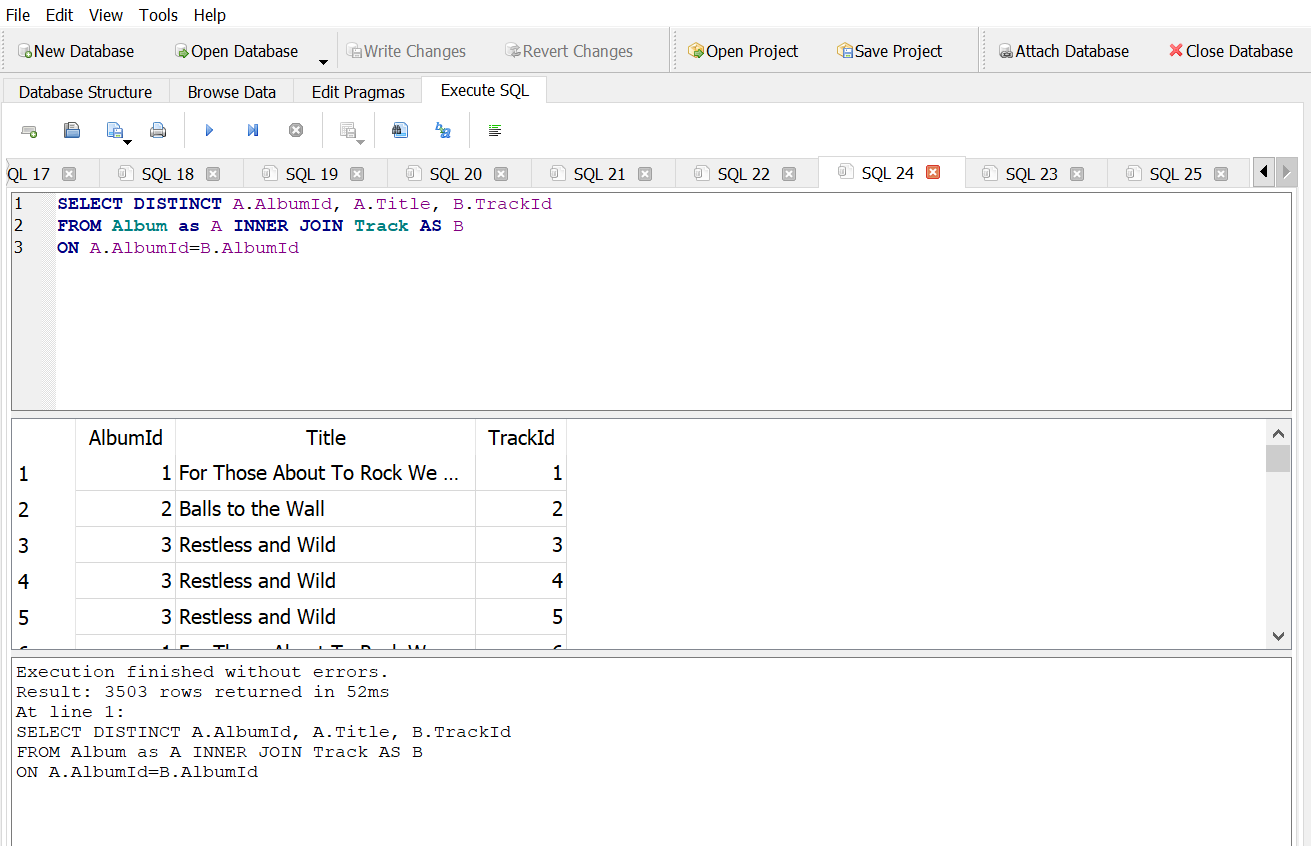 File Edit View Tools Help
New Database Open Database Write Changes Revert Changes Open Project Save Project Attach Database Close Database
Database Structure Browse Data Edit Pragmas Execute SQL
QL 17 SQL 18 SQL 19 SQL 20 SQL 21 SQL 22 SQL 24 SQL 23 SQL 25
1 SELECT DISTINCT A.AlbumId, A.Title, B.TrackId
2 FROM Album as A INNER JOIN Track AS B
3 ON A.AlbumId=B.AlbumId
AlbumId Title TrackId
1 1 For Those About To Rock We ... 1
2 2 Balls to the Wall 2
3 3 Restless and Wild 3
4 3 Restless and Wild 4
5 3 Restless and Wild 5
Execution finished without errors.
Result: 3503 rows returned in 52ms
At line 1:
SELECT DISTINCT A.AlbumId, A.Title, B.TrackId
FROM Album as A INNER JOIN Track AS B
ON A.AlbumId=B.AlbumId